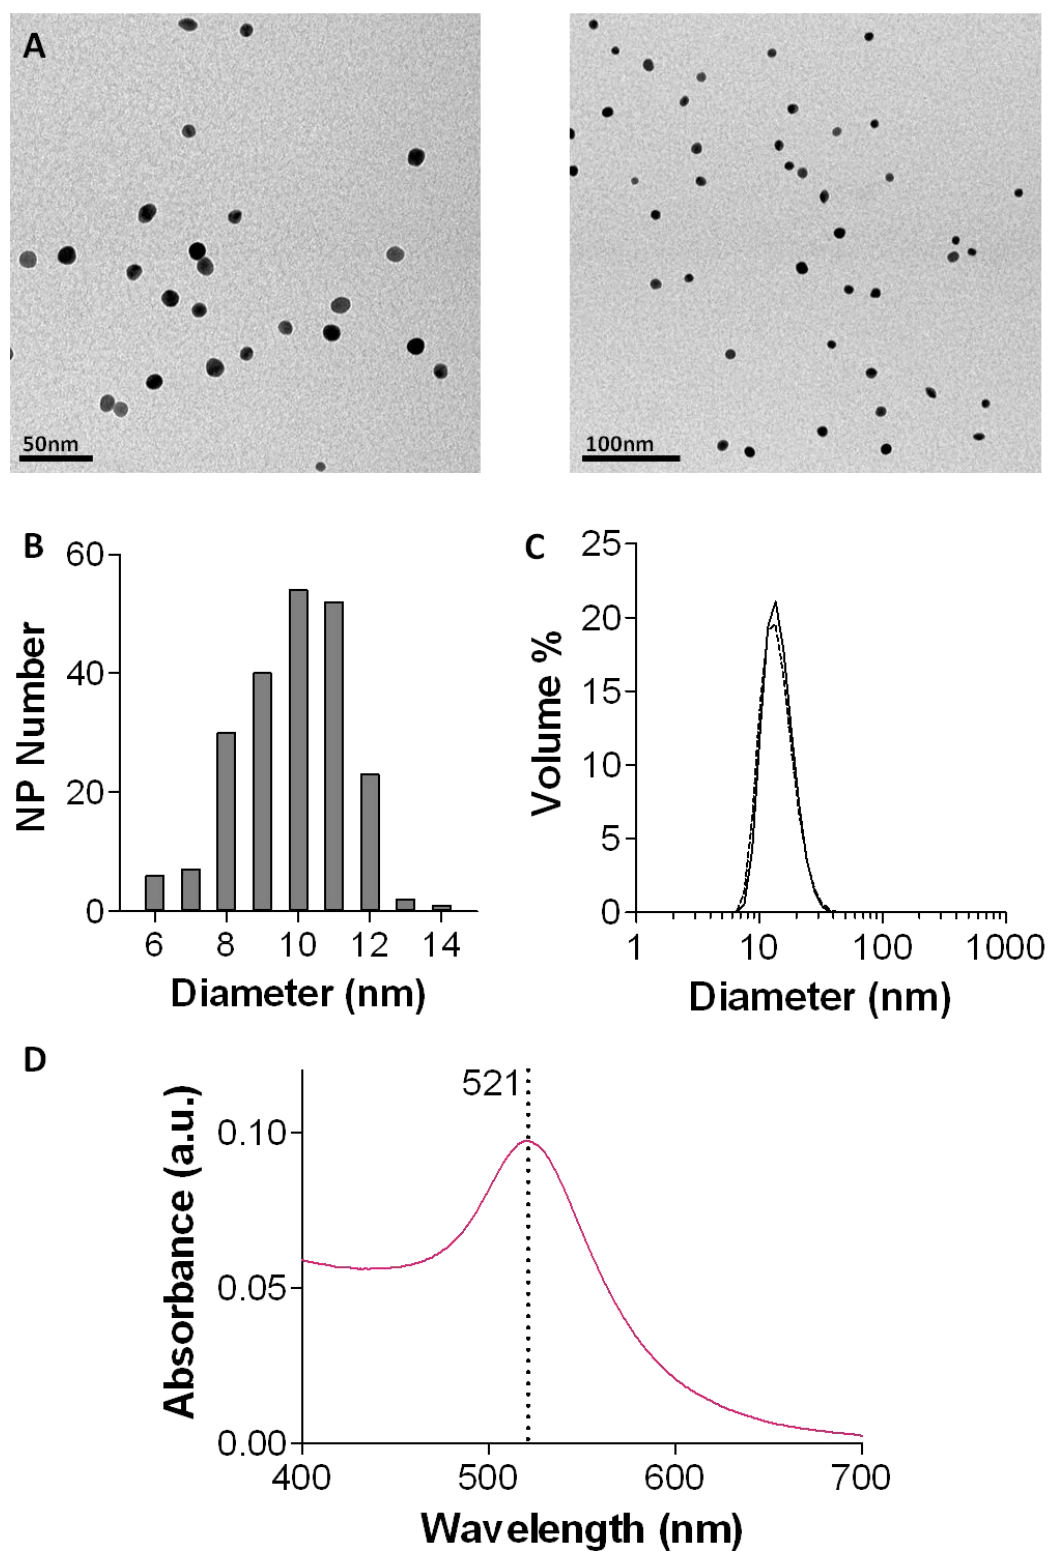 A
50nm
100nm
B
60
40
20
0
NP Number
6 8 10 12 14
Diameter (nm)
C
25
20
15
10
5
0
Volume %
1 10 100 1000
Diameter (nm)
D
521
0.10
0.05
0.00
Absorbance (a.u.)
400 500 600 700
Wavelength (nm)